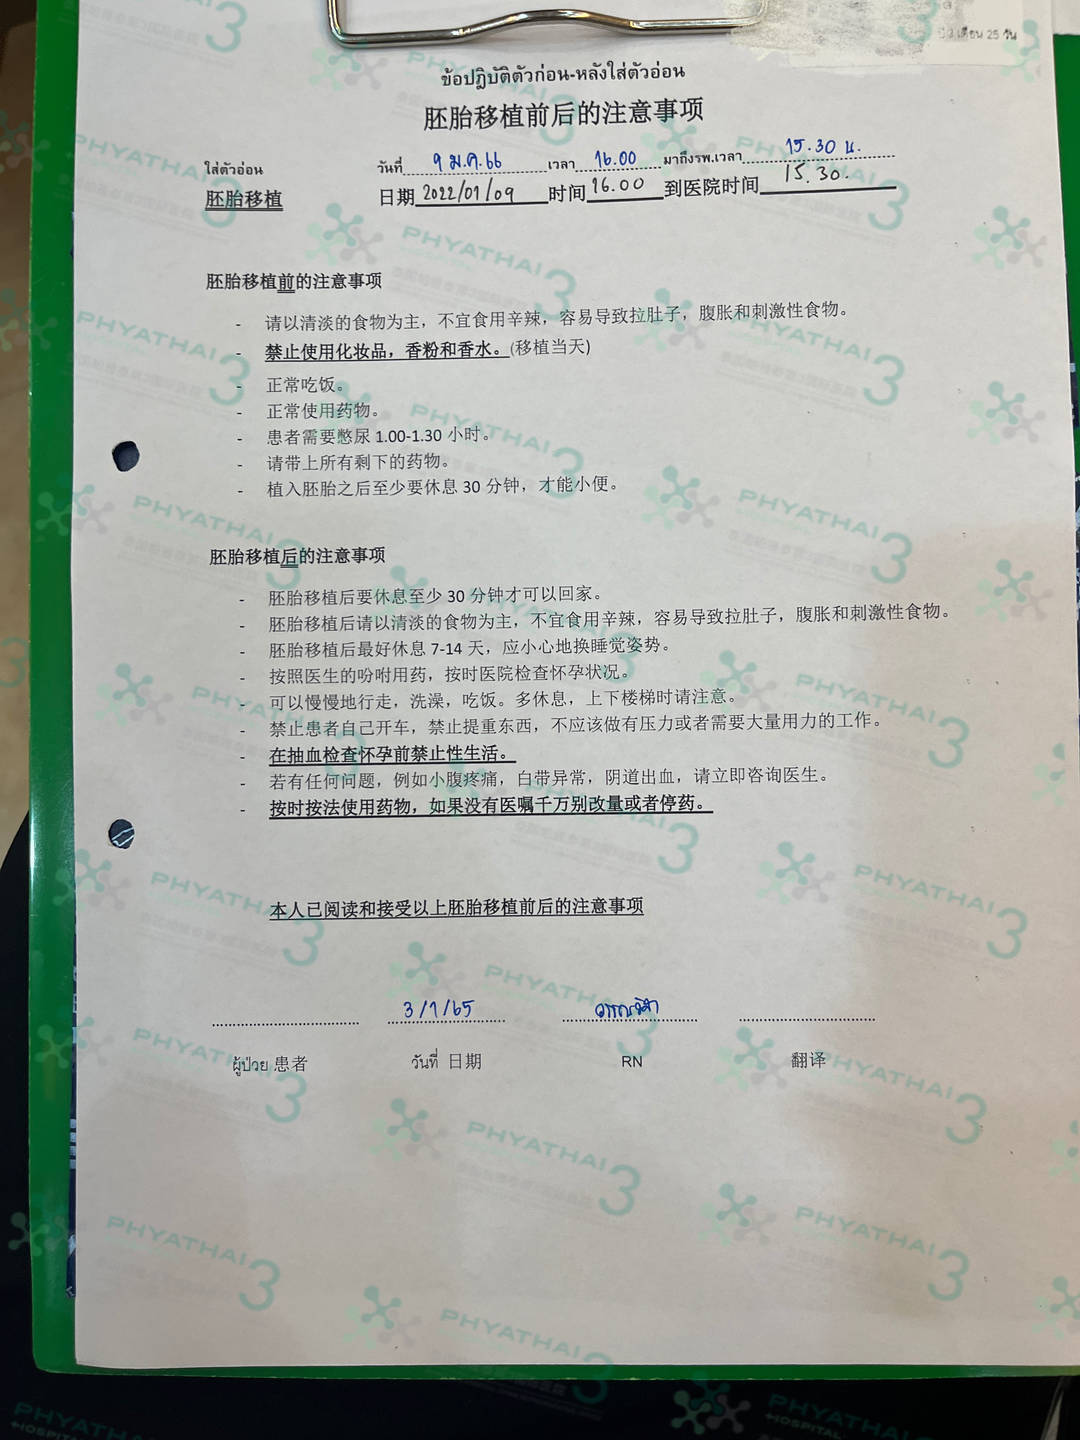 ปี 3 เดือน 25 วัน
ข้อปฏิบัติตัวก่อน-หลังใส่ตัวอ่อน
胚胎移植前后的注意事项
ใส่ตัวอ่อน วันที่ 9 ม.ค. 66 เวลา 16.00 มาถึงรพ.เวลา 15.30 น.
胚胎移植 日期 2022/01/09 时间 16.00 到医院时间 15.30.
胚胎移植前的注意事项
- 请以清淡的食物为主，不宜食用辛辣，容易导致拉肚子，腹胀和刺激性食物。
- 禁止使用化妆品，香粉和香水。(移植当天)
- 正常吃饭。
- 正常使用药物。
- 患者需要憋尿 1.00-1.30 小时。
- 请带上所有剩下的药物。
- 植入胚胎之后至少要休息 30 分钟，才能小便。
胚胎移植后的注意事项
- 胚胎移植后要休息至少 30 分钟才可以回家。
- 胚胎移植后请以清淡的食物为主，不宜食用辛辣，容易导致拉肚子，腹胀和刺激性食物。
- 胚胎移植后最好休息 7-14 天，应小心地换睡觉姿势。
- 按照医生的吩咐用药，按时医院检查怀孕状况。
- 可以慢慢地行走，洗澡，吃饭。多休息，上下楼梯时请注意。
- 禁止患者自己开车，禁止提重东西，不应该做有压力或者需要大量用力的工作。
- 在抽血检查怀孕前禁止性生活。
- 若有任何问题，例如小腹疼痛，白带异常，阴道出血，请立即咨询医生。
- 按时按法使用药物，如果没有医嘱千万别改量或者停药。
本人已阅读和接受以上胚胎移植前后的注意事项
3/1/65
ผู้ป่วย 患者 วันที่ 日期 RN 翻译
PHYATHAI 3